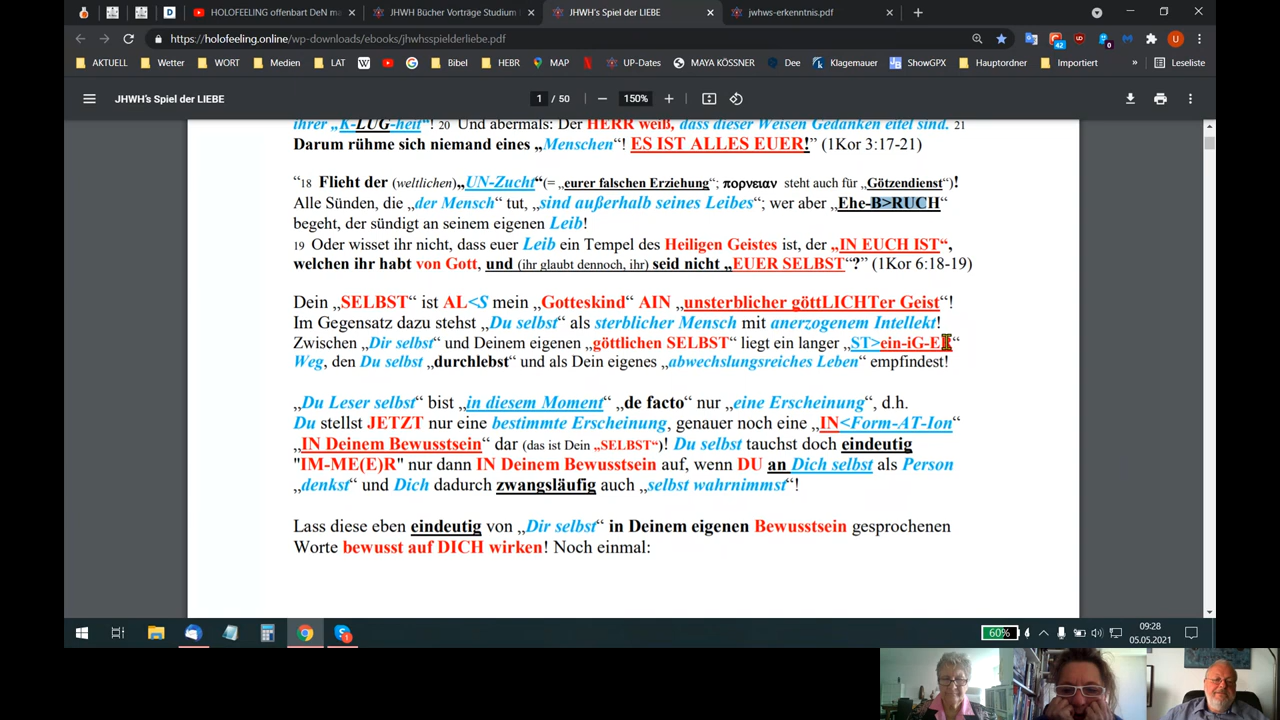 HOLOFEELING offenbart DeN ma
JHWH Bücher Vorträge Studium
JHWH's Spiel der LIEBE
jwhws-erkenntnis.pdf
https://holofeeling.online/wp-downloads/ebooks/jhwhsspielderliebe.pdf
42
0
U
AKTUELL
Wetter
WORT
Medien
LAT
Bibel
HEBR
MAP
UP-Dates
MAYA KÖSSNER
Dee
Klagemauer
ShowGPX
Hauptordner
Importiert
»
Leseliste
JHWH's Spiel der LIEBE
1 / 50
150%
ihrer „K-LUG-heit“! 20 Und abermals: Der HERR weiß, dass dieser Weisen Gedanken eitel sind. 21
Darum rühme sich niemand eines „Menschen“! ES IST ALLES EUER!” (1Kor 3:17-21)
“18 Flieht der (weltlichen)„UN-Zucht“(= „eurer falschen Erziehung“; πορνειαν steht auch für „Götzendienst“)!
Alle Sünden, die „der Mensch“ tut, „sind außerhalb seines Leibes“; wer aber „Ehe-B>RUCH“
begeht, der sündigt an seinem eigenen Leib!
19 Oder wisset ihr nicht, dass euer Leib ein Tempel des Heiligen Geistes ist, der „IN EUCH IST“,
welchen ihr habt von Gott, und (ihr glaubt dennoch, ihr) seid nicht „EUER SELBST“?” (1Kor 6:18-19)
Dein „SELBST“ ist AL<S mein „Gotteskind“ AIN „unsterblicher göttLICHTer Geist“!
Im Gegensatz dazu stehst „Du selbst“ als sterblicher Mensch mit anerzogenem Intellekt!
Zwischen „Dir selbst“ und Deinem eigenen „göttlichen SELBST“ liegt ein langer „ST>ein-iG-ER“
Weg, den Du selbst „durchlebst“ und als Dein eigenes „abwechslungsreiches Leben“ empfindest!
„Du Leser selbst“ bist „in diesem Moment“ „de facto“ nur „eine Erscheinung“, d.h.
Du stellst JETZT nur eine bestimmte Erscheinung, genauer noch eine „IN<Form-AT-Ion“
„IN Deinem Bewusstsein“ dar (das ist Dein „SELBST“)! Du selbst tauchst doch eindeutig
"IM-ME(E)R" nur dann IN Deinem Bewusstsein auf, wenn DU an Dich selbst als Person
„denkst“ und Dich dadurch zwangsläufig auch „selbst wahrnimmst“!
Lass diese eben eindeutig von „Dir selbst“ in Deinem eigenen Bewusstsein gesprochenen
Worte bewusst auf DICH wirken! Noch einmal:
60%
09:28
05.05.2021